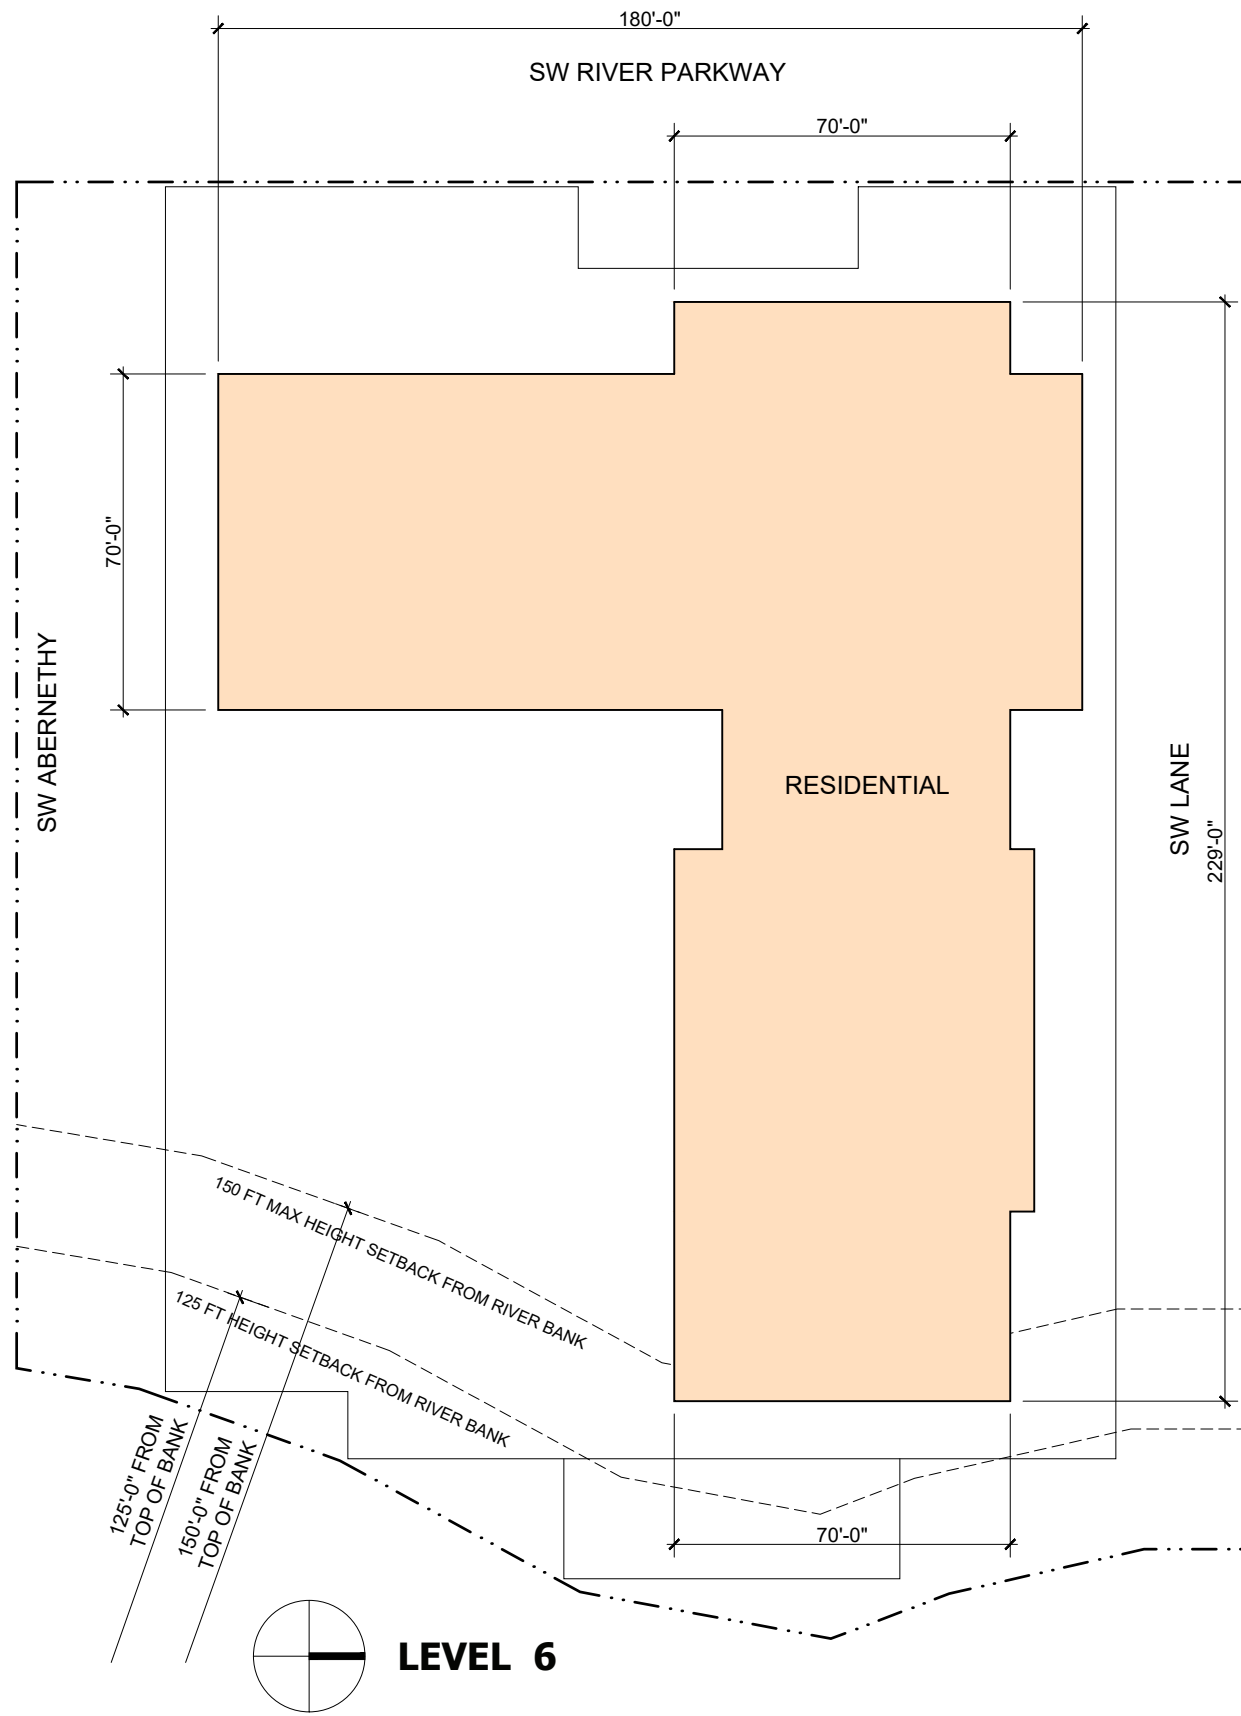 180'-0"
SW RIVER PARKWAY
70'-0"
70'-0"
SW ABERNETHY
RESIDENTIAL
SW LANE
229'-0"
150 FT MAX HEIGHT SETBACK FROM RIVER BANK
125 FT HEIGHT SETBACK FROM RIVER BANK
125'-0" FROM
TOP OF BANK
150'-0" FROM
TOP OF BANK
70'-0"
LEVEL 6